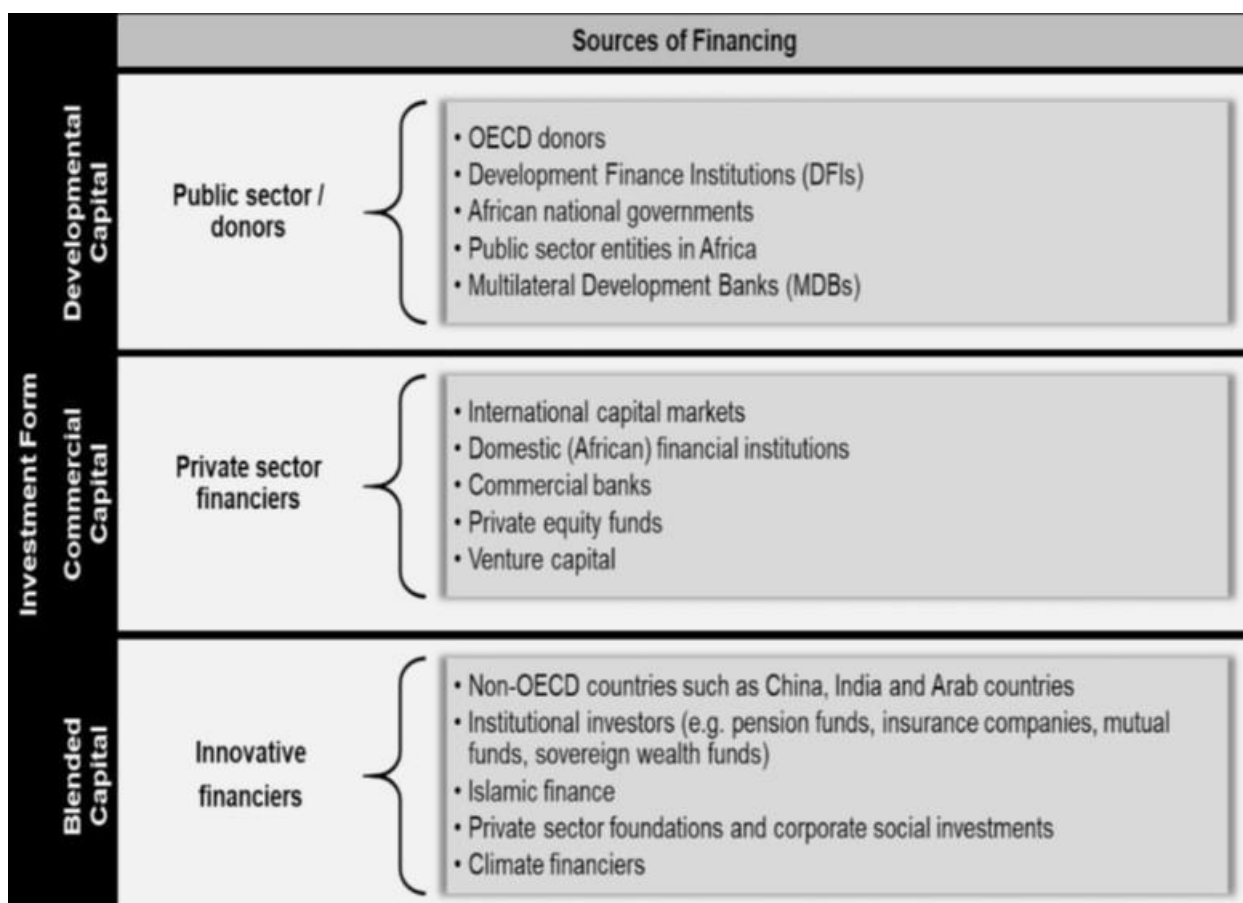 Sources of Financing
Investment Form
Developmental
Capital
Public sector /
donors
• OECD donors
• Development Finance Institutions (DFIs)
• African national governments
• Public sector entities in Africa
• Multilateral Development Banks (MDBs)
Commercial
Capital
Private sector
financiers
• International capital markets
• Domestic (African) financial institutions
• Commercial banks
• Private equity funds
• Venture capital
Blended
Capital
Innovative
financiers
• Non-OECD countries such as China, India and Arab countries
• Institutional investors (e.g. pension funds, insurance companies, mutual
funds, sovereign wealth funds)
• Islamic finance
• Private sector foundations and corporate social investments
• Climate financiers